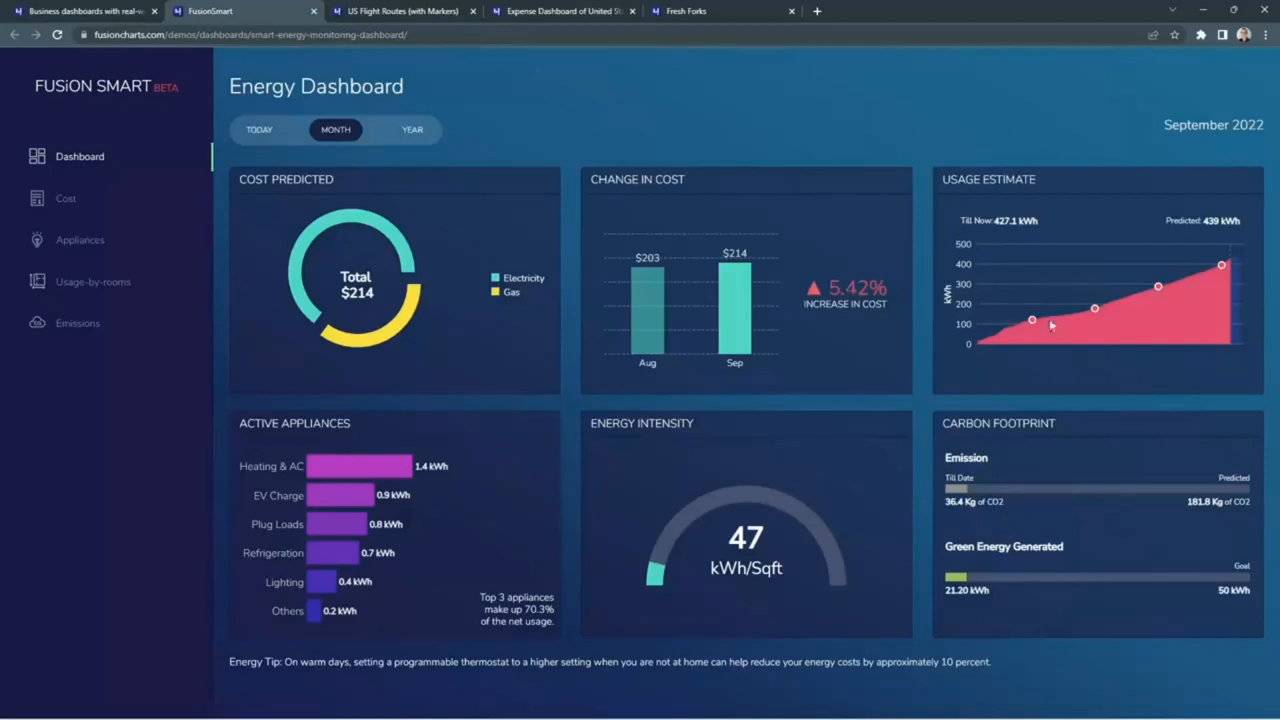 Business dashboards with real-w
FusionSmart
US Flight Routes (with Markers)
Expense Dashboard of United St
Fresh Forks
fusioncharts.com/demos/dashboards/smart-energy-monitoring-dashboard/
FUSiON SMART BETA
Dashboard
Cost
Appliances
Usage-by-rooms
Emissions
Energy Dashboard
TODAY
MONTH
YEAR
September 2022
COST PREDICTED
Total
$214
Electricity
Gas
CHANGE IN COST
$203
$214
Aug
Sep
▲ 5.42%
INCREASE IN COST
USAGE ESTIMATE
Till Now: 427.1 kWh
Predicted: 439 kWh
kWh
500
400
300
200
100
0
ACTIVE APPLIANCES
Heating & AC 1.4 kWh
EV Charge 0.9 kWh
Plug Loads 0.8 kWh
Refrigeration 0.7 kWh
Lighting 0.4 kWh
Others 0.2 kWh
Top 3 appliances
make up 70.3%
of the net usage.
ENERGY INTENSITY
47
kWh/Sqft
CARBON FOOTPRINT
Emission
Till Date
Predicted
36.4 Kg of CO2
181.8 Kg of CO2
Green Energy Generated
Goal
21.20 kWh
50 kWh
Energy Tip: On warm days, setting a programmable thermostat to a higher setting when you are not at home can help reduce your energy costs by approximately 10 percent.